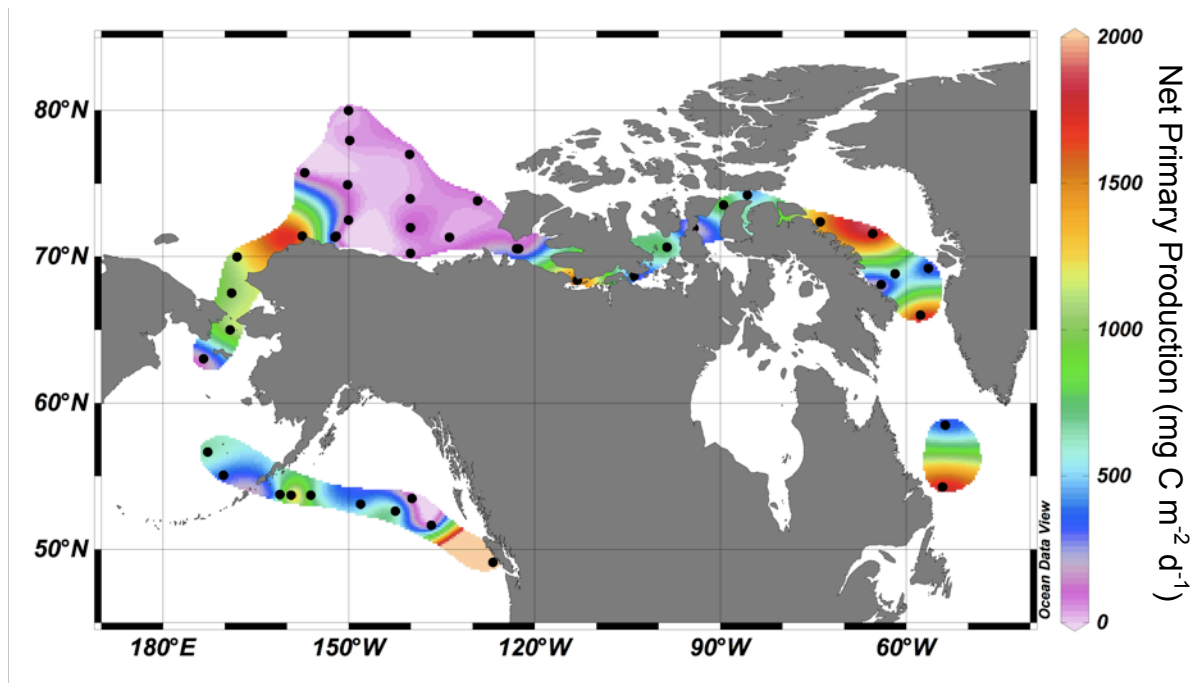 80°N
70°N
60°N
50°N
180°E
150°W
120°W
90°W
60°W
Ocean Data View
2000
1500
1000
500
0
Net Primary Production (mg C m⁻² d⁻¹)